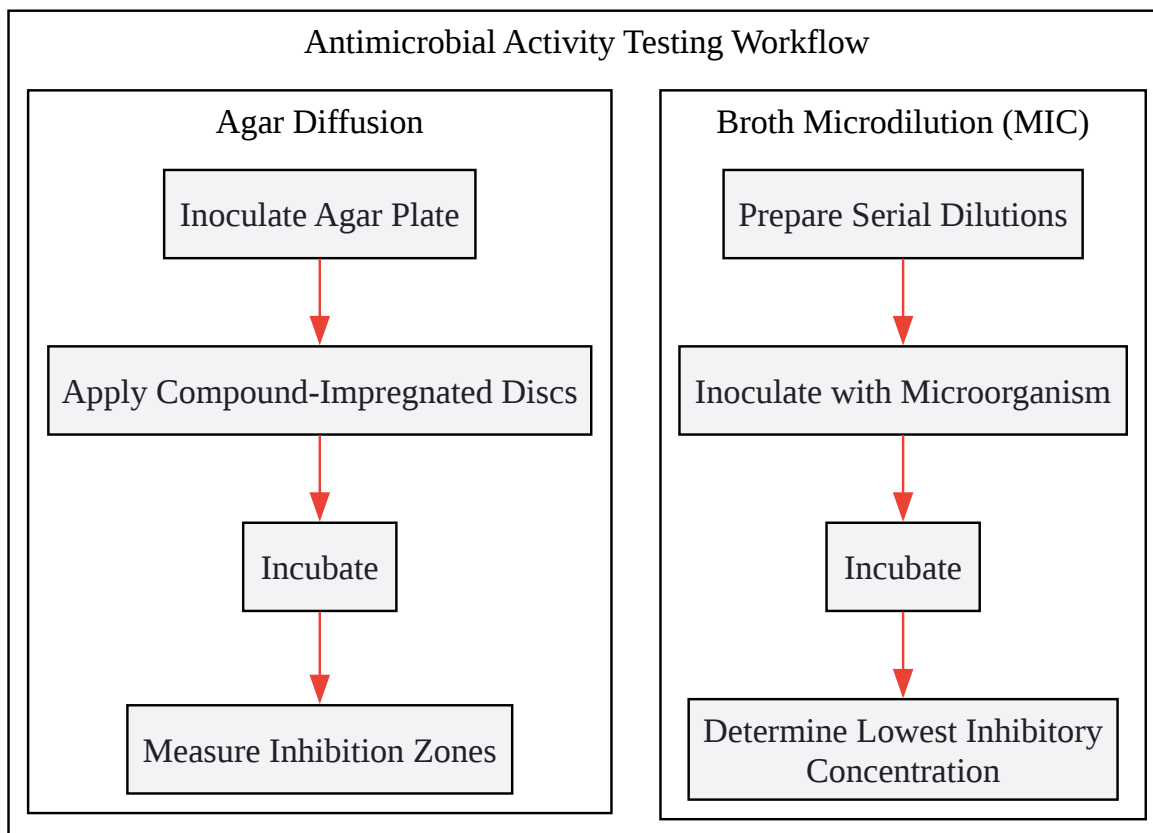 Antimicrobial Activity Testing Workflow
Agar Diffusion
Inoculate Agar Plate
Apply Compound-Impregnated Discs
Incubate
Measure Inhibition Zones
Broth Microdilution (MIC)
Prepare Serial Dilutions
Inoculate with Microorganism
Incubate
Determine Lowest Inhibitory
Concentration